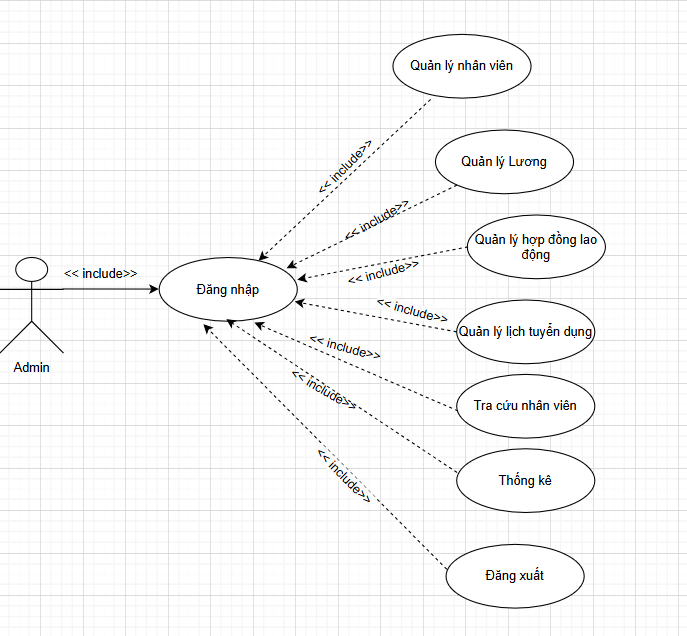 Quản lý nhân viên
<< include>>
Quản lý Lương
<< include>>
Quản lý hợp đồng lao
động
<< include>>
<< include>>
Đăng nhập
<< include>>
Quản lý lịch tuyển dụng
<< include>>
Admin
<< include>>
Tra cứu nhân viên
<< include>>
Thống kê
Đăng xuất